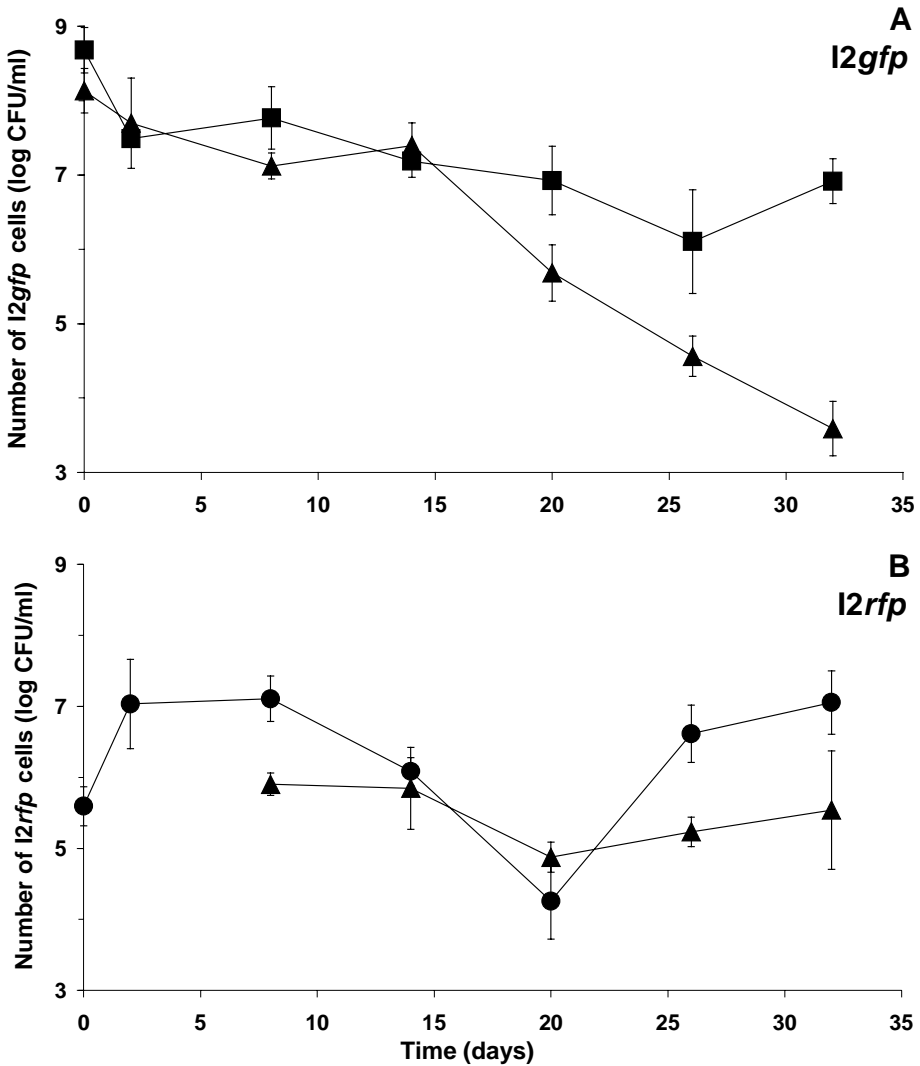 A
I2gfp
Number of I2gfp cells (log CFU/ml)
9
7
5
3
0 5 10 15 20 25 30 35
B
I2rfp
Number of I2rfp cells (log CFU/ml)
9
7
5
3
0 5 10 15 20 25 30 35
Time (days)